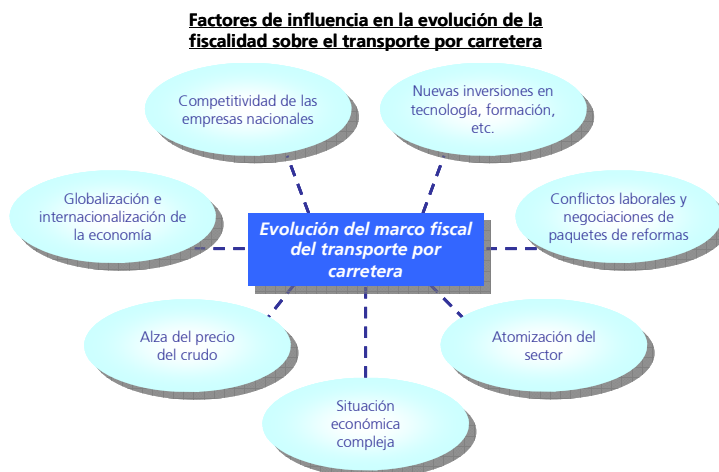 Factores de influencia en la evolución de la
fiscalidad sobre el transporte por carretera
Competitividad de las
empresas nacionales
Nuevas inversiones en
tecnología, formación,
etc.
Globalización e
internacionalización de
la economía
Evolución del marco fiscal
del transporte por
carretera
Conflictos laborales y
negociaciones de
paquetes de reformas
Alza del precio
del crudo
Atomización del
sector
Situación
económica
compleja